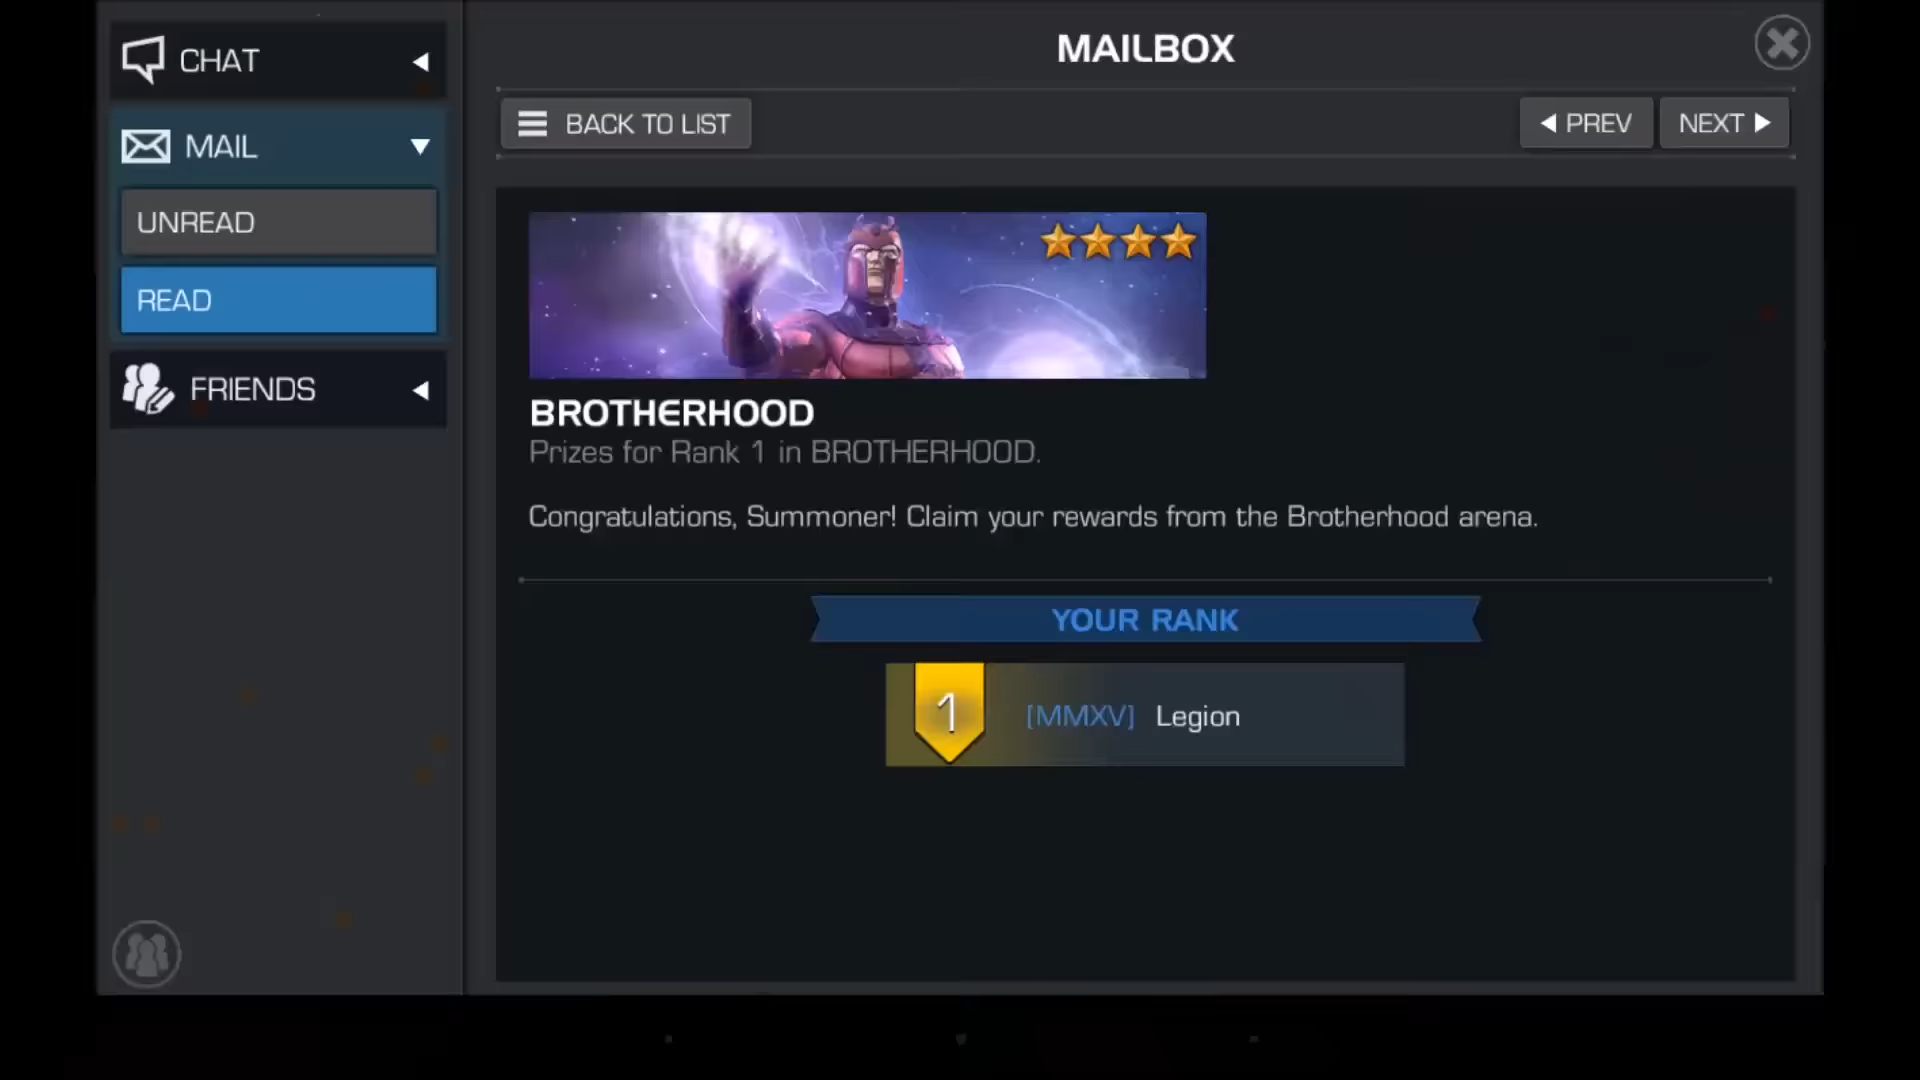 CHAT
MAIL
UNREAD
READ
FRIENDS
MAILBOX
BACK TO LIST
PREV
NEXT
BROTHERHOOD
Prizes for Rank 1 in BROTHERHOOD.
Congratulations, Summoner! Claim your rewards from the Brotherhood arena.
YOUR RANK
1 [MMXV] Legion